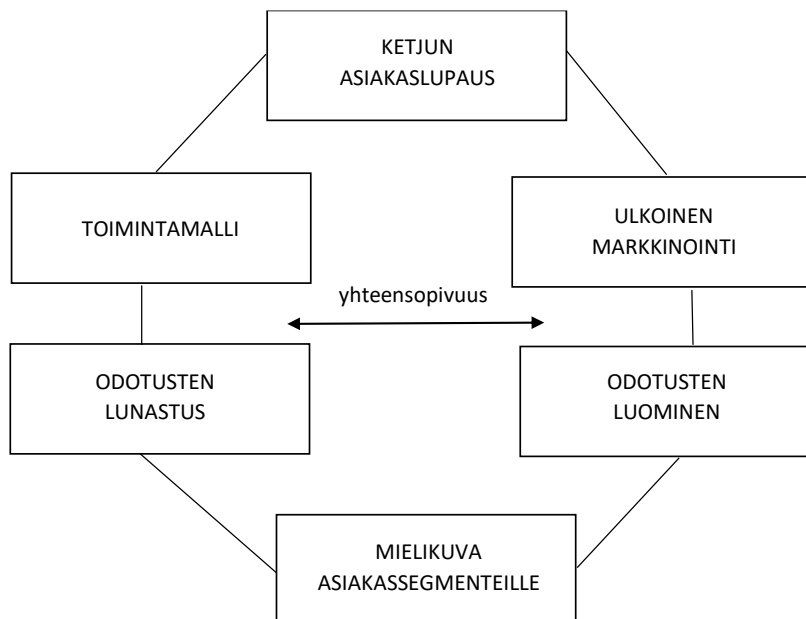 KETJUN
ASIAKASLUPAUS
TOIMINTAMALLI
ULKOINEN
MARKKINOINTI
yhteensopivuus
ODOTUSTEN
LUNASTUS
ODOTUSTEN
LUOMINEN
MIELIKUVA
ASIAKASSEGMENTEILLE